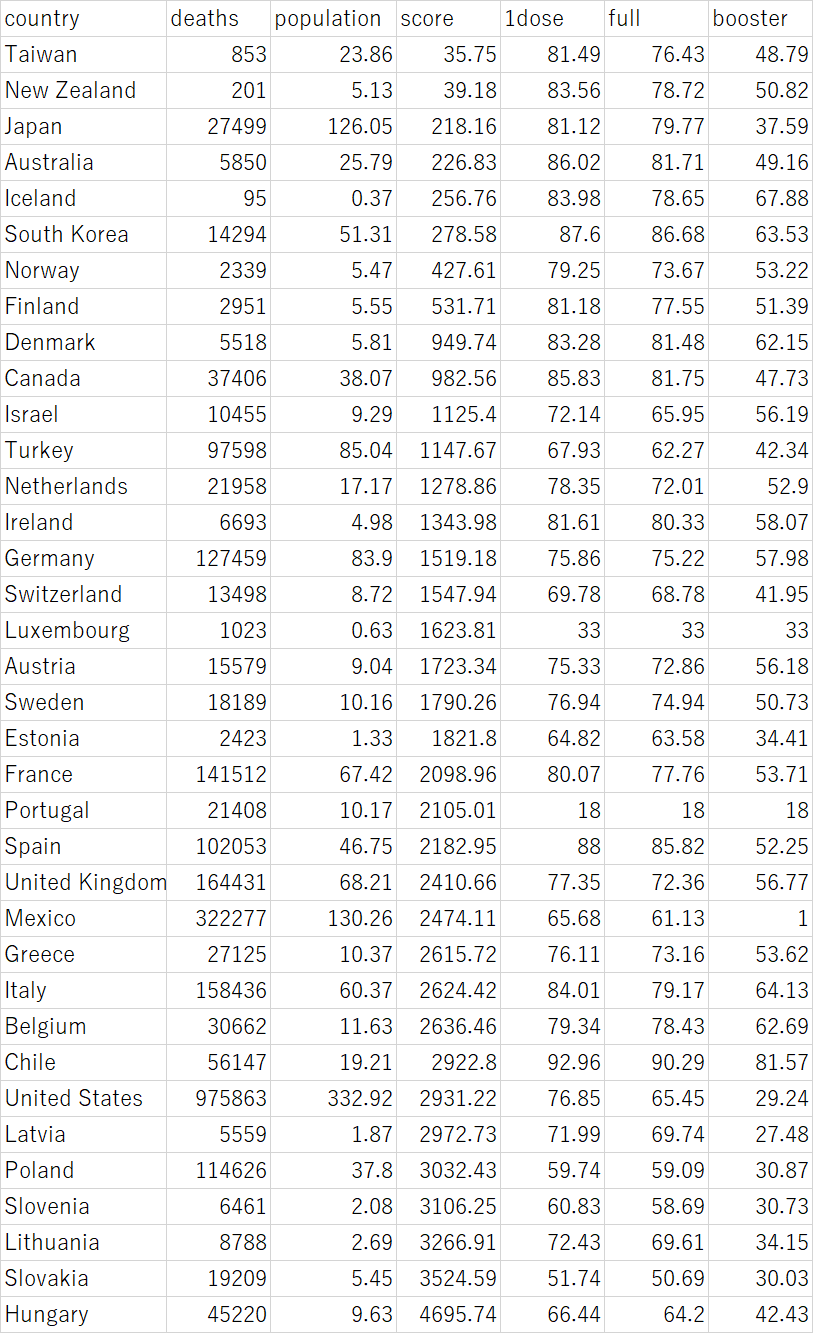 country deaths population score 1dose full booster
Taiwan 853 23.86 35.75 81.49 76.43 48.79
New Zealand 201 5.13 39.18 83.56 78.72 50.82
Japan 27499 126.05 218.16 81.12 79.77 37.59
Australia 5850 25.79 226.83 86.02 81.71 49.16
Iceland 95 0.37 256.76 83.98 78.65 67.88
South Korea 14294 51.31 278.58 87.6 86.68 63.53
Norway 2339 5.47 427.61 79.25 73.67 53.22
Finland 2951 5.55 531.71 81.18 77.55 51.39
Denmark 5518 5.81 949.74 83.28 81.48 62.15
Canada 37406 38.07 982.56 85.83 81.75 47.73
Israel 10455 9.29 1125.4 72.14 65.95 56.19
Turkey 97598 85.04 1147.67 67.93 62.27 42.34
Netherlands 21958 17.17 1278.86 78.35 72.01 52.9
Ireland 6693 4.98 1343.98 81.61 80.33 58.07
Germany 127459 83.9 1519.18 75.86 75.22 57.98
Switzerland 13498 8.72 1547.94 69.78 68.78 41.95
Luxembourg 1023 0.63 1623.81 33 33 33
Austria 15579 9.04 1723.34 75.33 72.86 56.18
Sweden 18189 10.16 1790.26 76.94 74.94 50.73
Estonia 2423 1.33 1821.8 64.82 63.58 34.41
France 141512 67.42 2098.96 80.07 77.76 53.71
Portugal 21408 10.17 2105.01 18 18 18
Spain 102053 46.75 2182.95 88 85.82 52.25
United Kingdom 164431 68.21 2410.66 77.35 72.36 56.77
Mexico 322277 130.26 2474.11 65.68 61.13 1
Greece 27125 10.37 2615.72 76.11 73.16 53.62
Italy 158436 60.37 2624.42 84.01 79.17 64.13
Belgium 30662 11.63 2636.46 79.34 78.43 62.69
Chile 56147 19.21 2922.8 92.96 90.29 81.57
United States 975863 332.92 2931.22 76.85 65.45 29.24
Latvia 5559 1.87 2972.73 71.99 69.74 27.48
Poland 114626 37.8 3032.43 59.74 59.09 30.87
Slovenia 6461 2.08 3106.25 60.83 58.69 30.73
Lithuania 8788 2.69 3266.91 72.43 69.61 34.15
Slovakia 19209 5.45 3524.59 51.74 50.69 30.03
Hungary 45220 9.63 4695.74 66.44 64.2 42.43